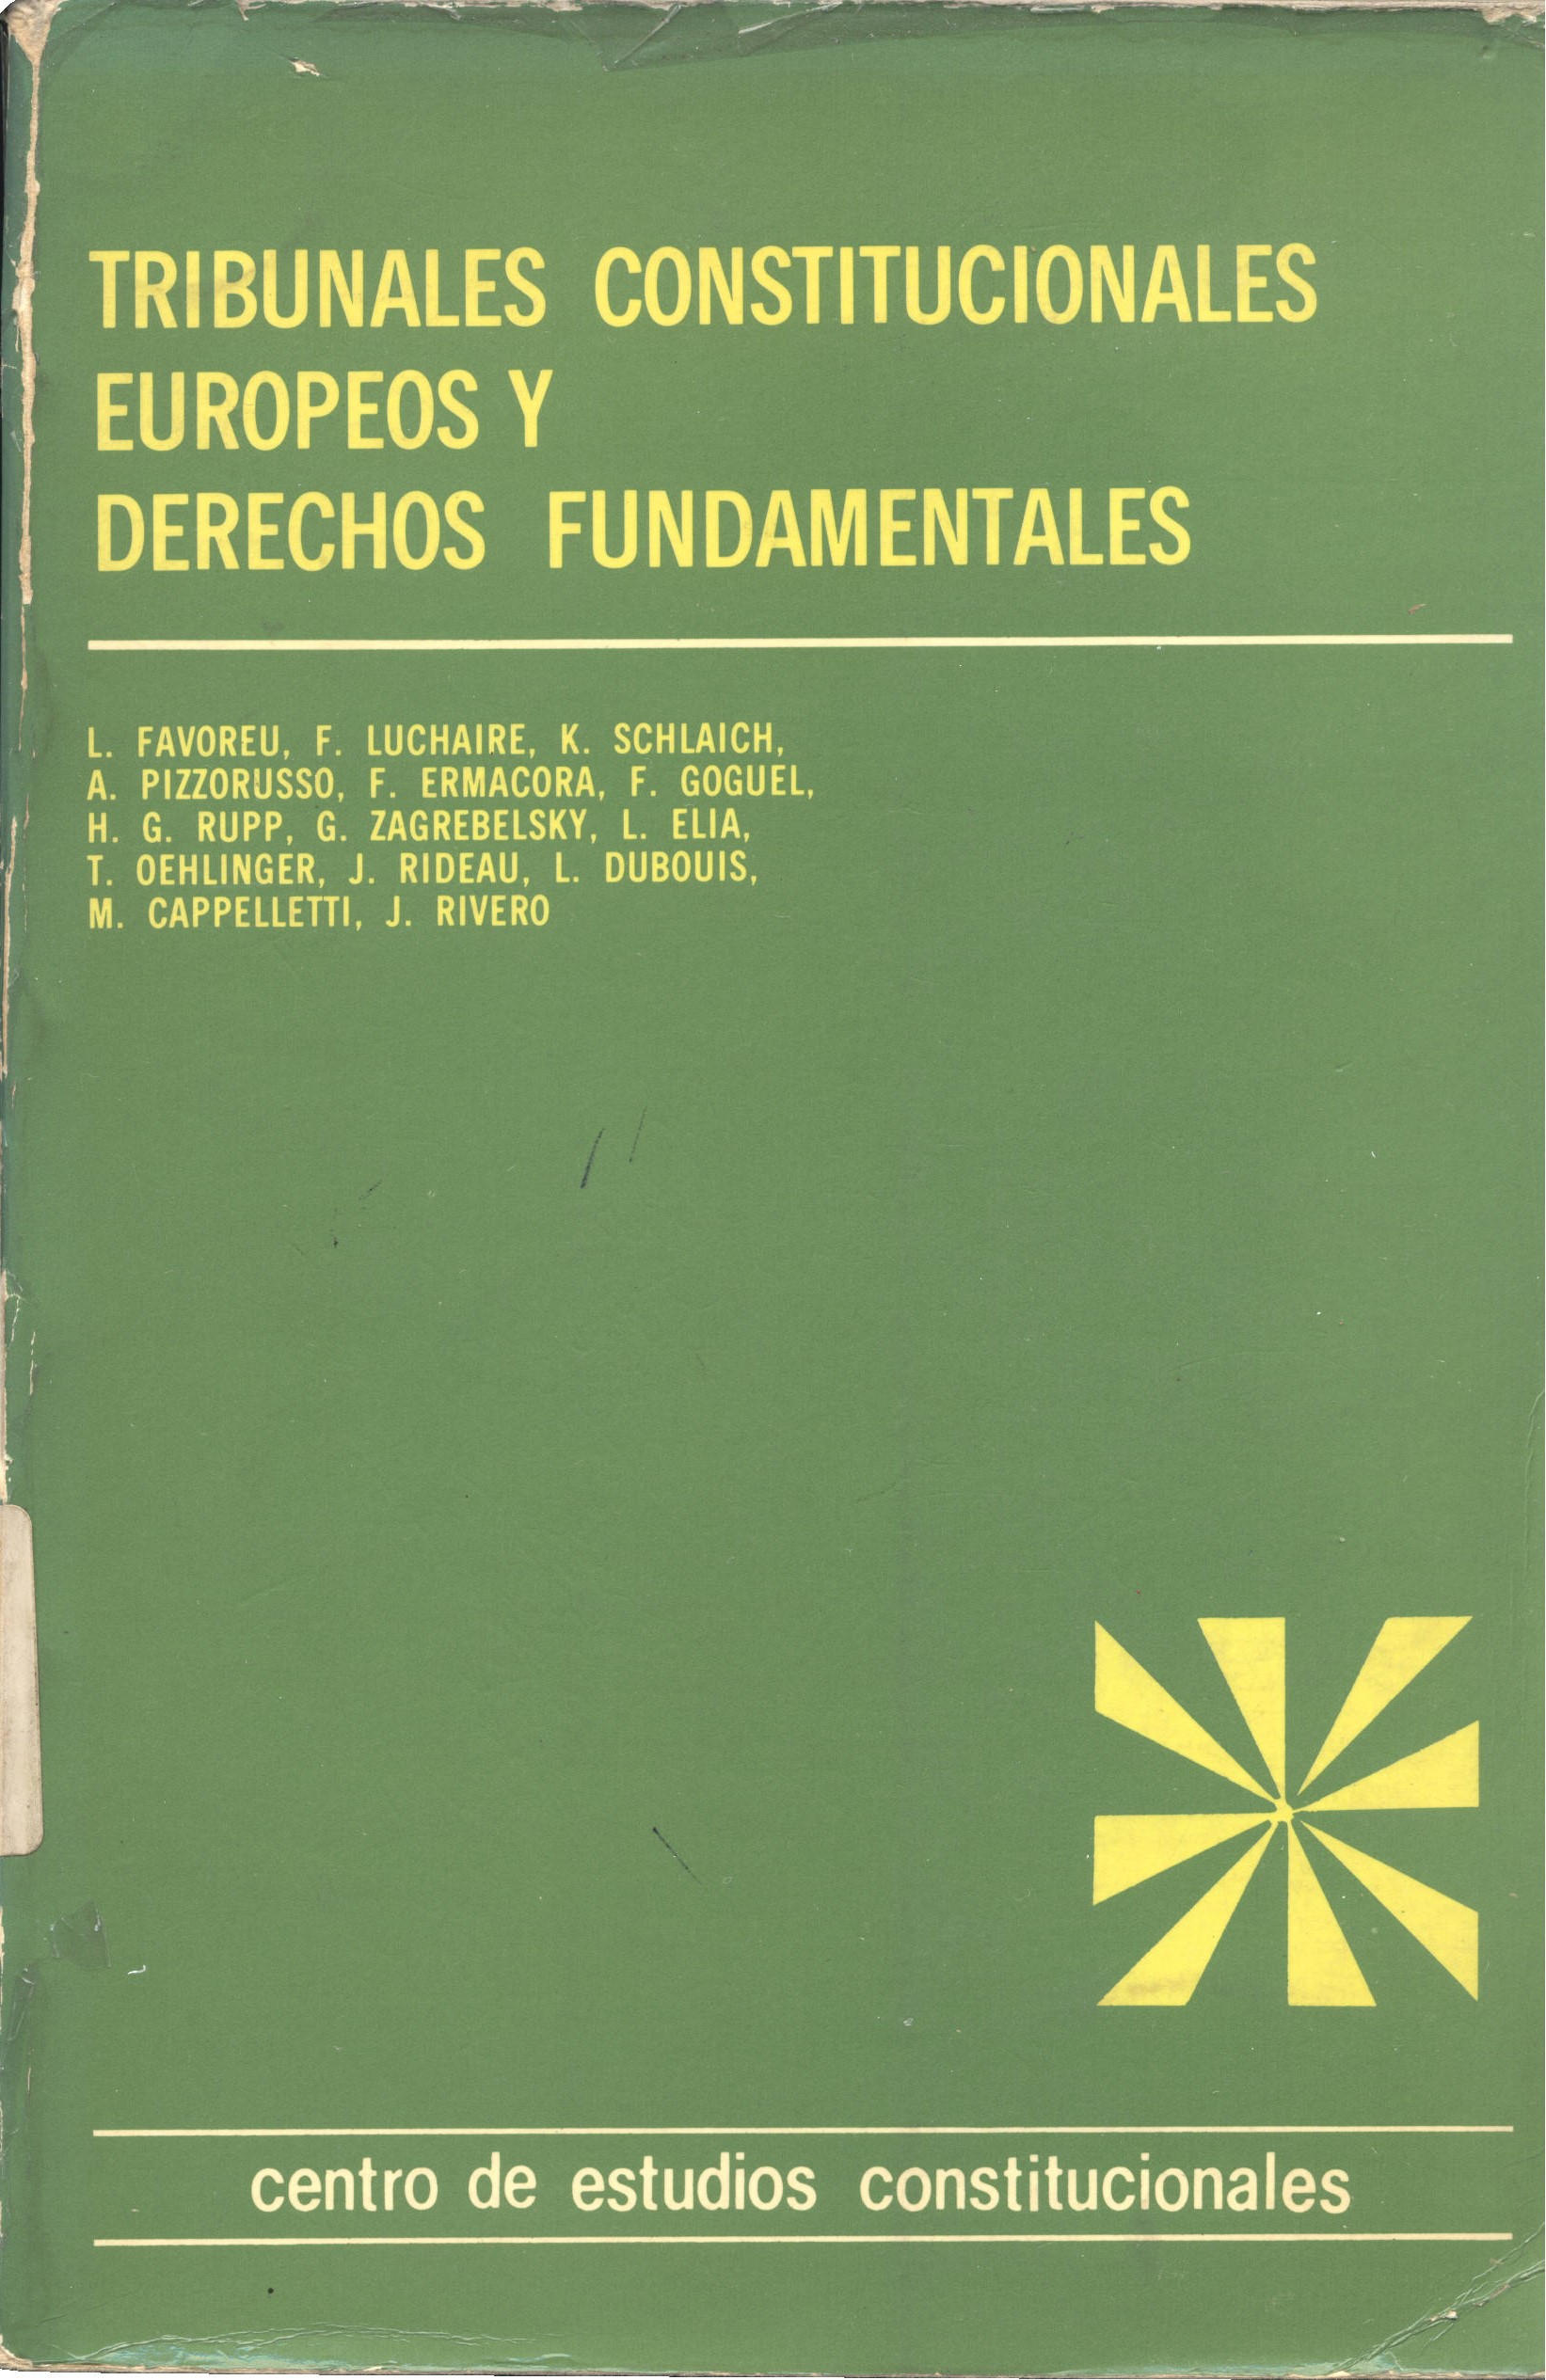 TRIBUNALES CONSTITUCIONALES
EUROPEOS Y
DERECHOS FUNDAMENTALES
L. FAVOREU, F. LUCHAIRE, K. SCHLAICH,
A. PIZZORUSSO, F. ERMACORA, F. GOGUEL,
H. G. RUPP, G. ZAGREBELSKY, L. ELIA,
T. OEHLINGER, J. RIDEAU, L. DUBOUIS,
M. CAPPELLETTI, J. RIVERO
centro de estudios constitucionales